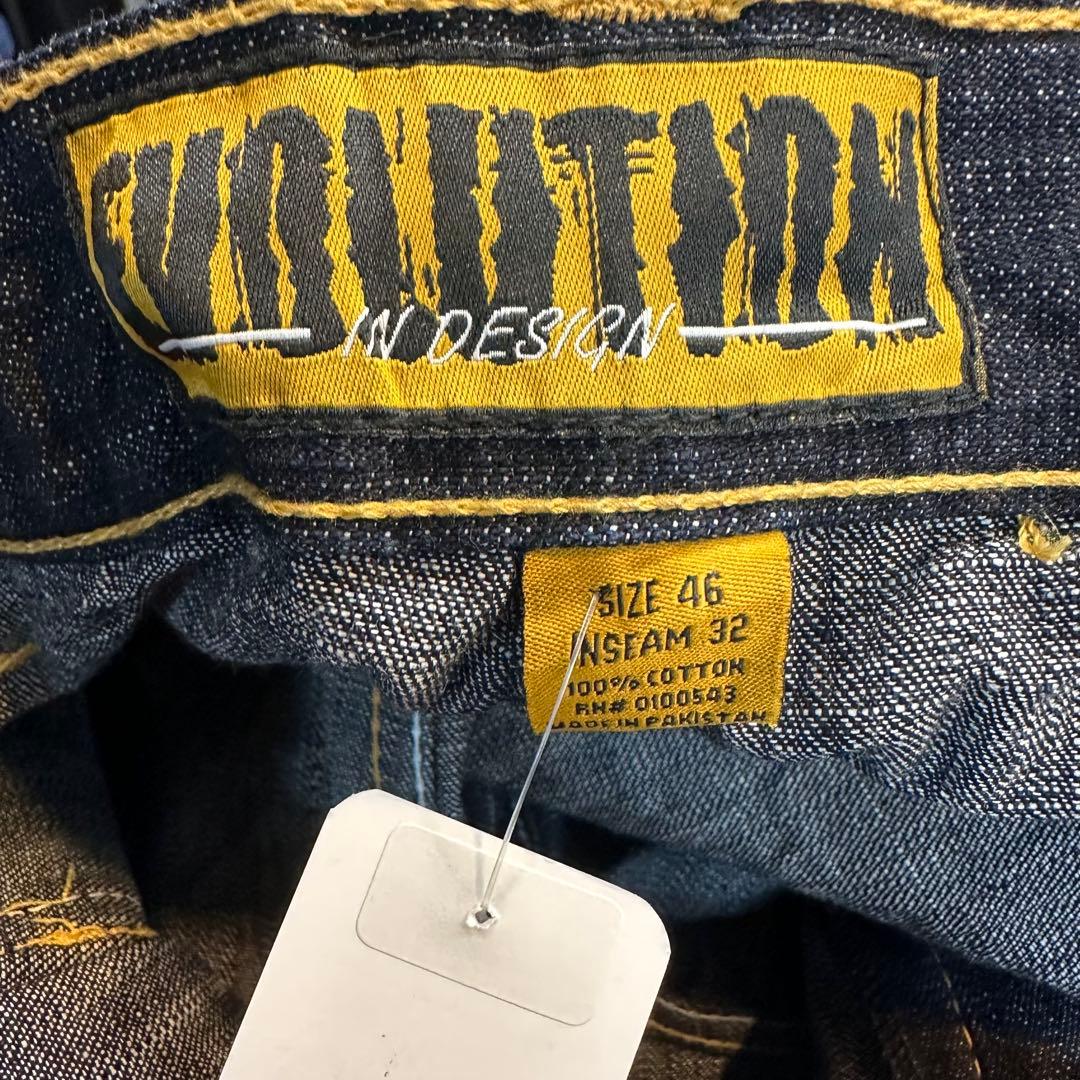 EVOLUTION
IN DESIGN
SIZE 46
INSEAM 32
100% COTTON
RN# 0100543
MADE IN PAKISTAN